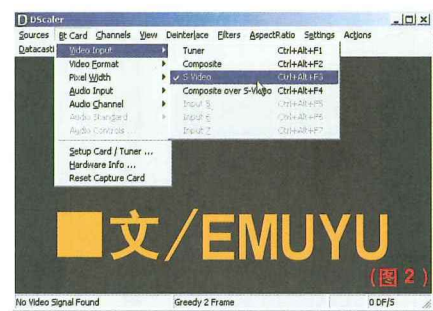 DScaler
Sources Bt Card Channels View Deinterlace Filters AspectRatio Settings Actions
Datacasti
Video Input
Video Format
Pixel Width
Audio Input
Audio Channel
Audio Standard
Audio Controls ...
Setup Card / Tuner ...
Hardware Info ...
Reset Capture Card
Tuner Ctrl+Alt+F1
Composite Ctrl+Alt+F2
✓ S-Video Ctrl+Alt+F3
Composite over S-Video Ctrl+Alt+F4
Input 5 Ctrl+Alt+F5
Input 6 Ctrl+Alt+F6
Input 7 Ctrl+Alt+F7
■文/EMUYU
(图 2)
No Video Signal Found Greedy 2 Frame 0 DF/S